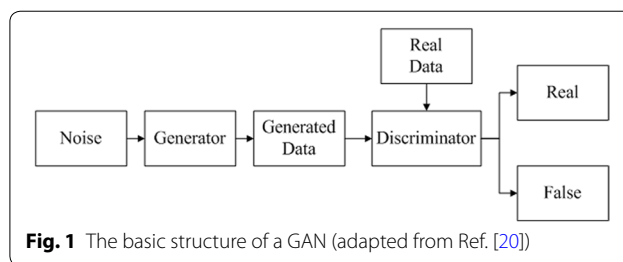 Real
Data
Real
Noise
Generator
Generated
Data
Discriminator
False
Fig. 1 The basic structure of a GAN (adapted from Ref. [20])